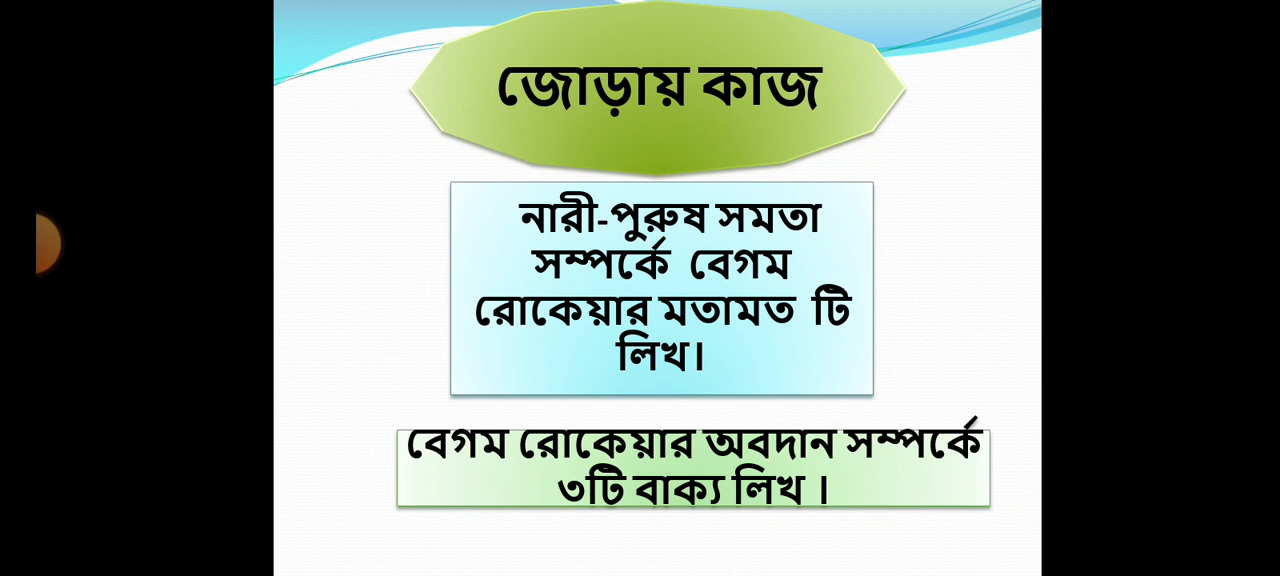 জোড়ায় কাজ
নারী-পুরুষ সমতা
সম্পর্কে বেগম
রোকেয়ার মতামত টি
লিখ।
বেগম রোকেয়ার অবদান সম্পর্কে
৩টি বাক্য লিখ ।